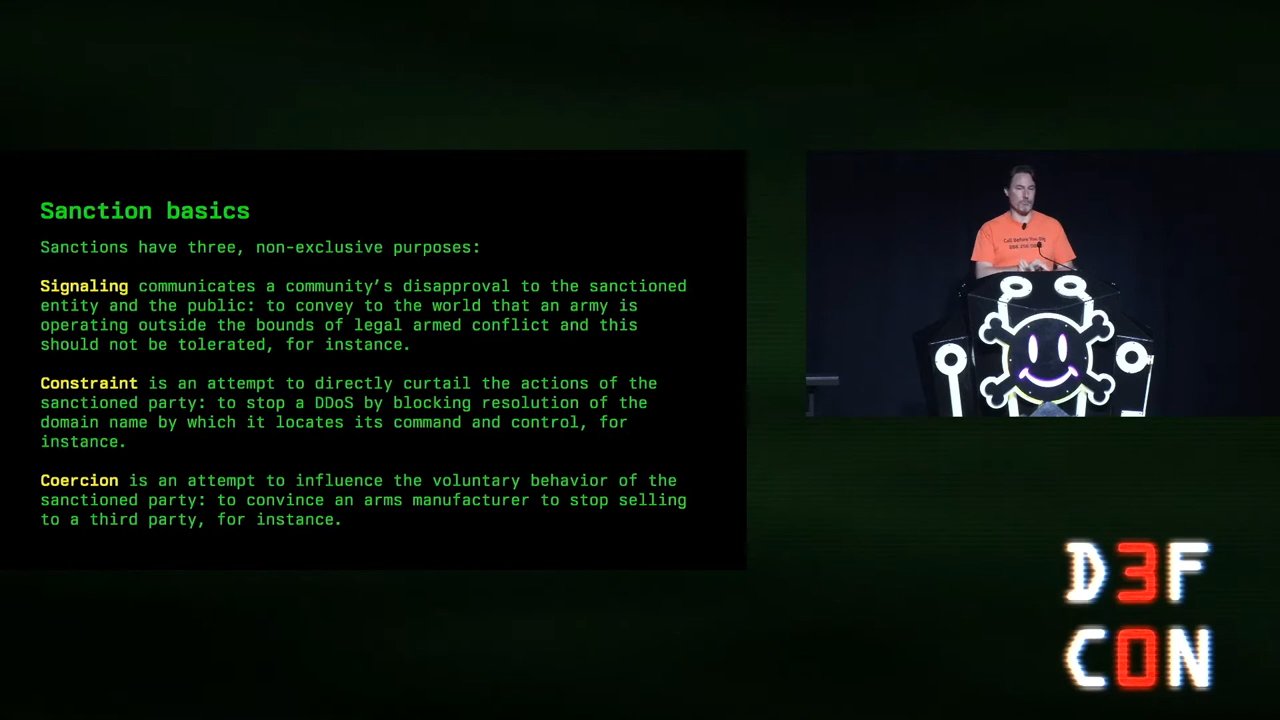 Sanction basics
Sanctions have three, non-exclusive purposes:
Signaling communicates a community’s disapproval to the sanctioned
entity and the public: to convey to the world that an army is
operating outside the bounds of legal armed conflict and this
should not be tolerated, for instance.
Constraint is an attempt to directly curtail the actions of the
sanctioned party: to stop a DDoS by blocking resolution of the
domain name by which it locates its command and control, for
instance.
Coercion is an attempt to influence the voluntary behavior of the
sanctioned party: to convince an arms manufacturer to stop selling
to a third party, for instance.
Call Before You
D3F
C0N